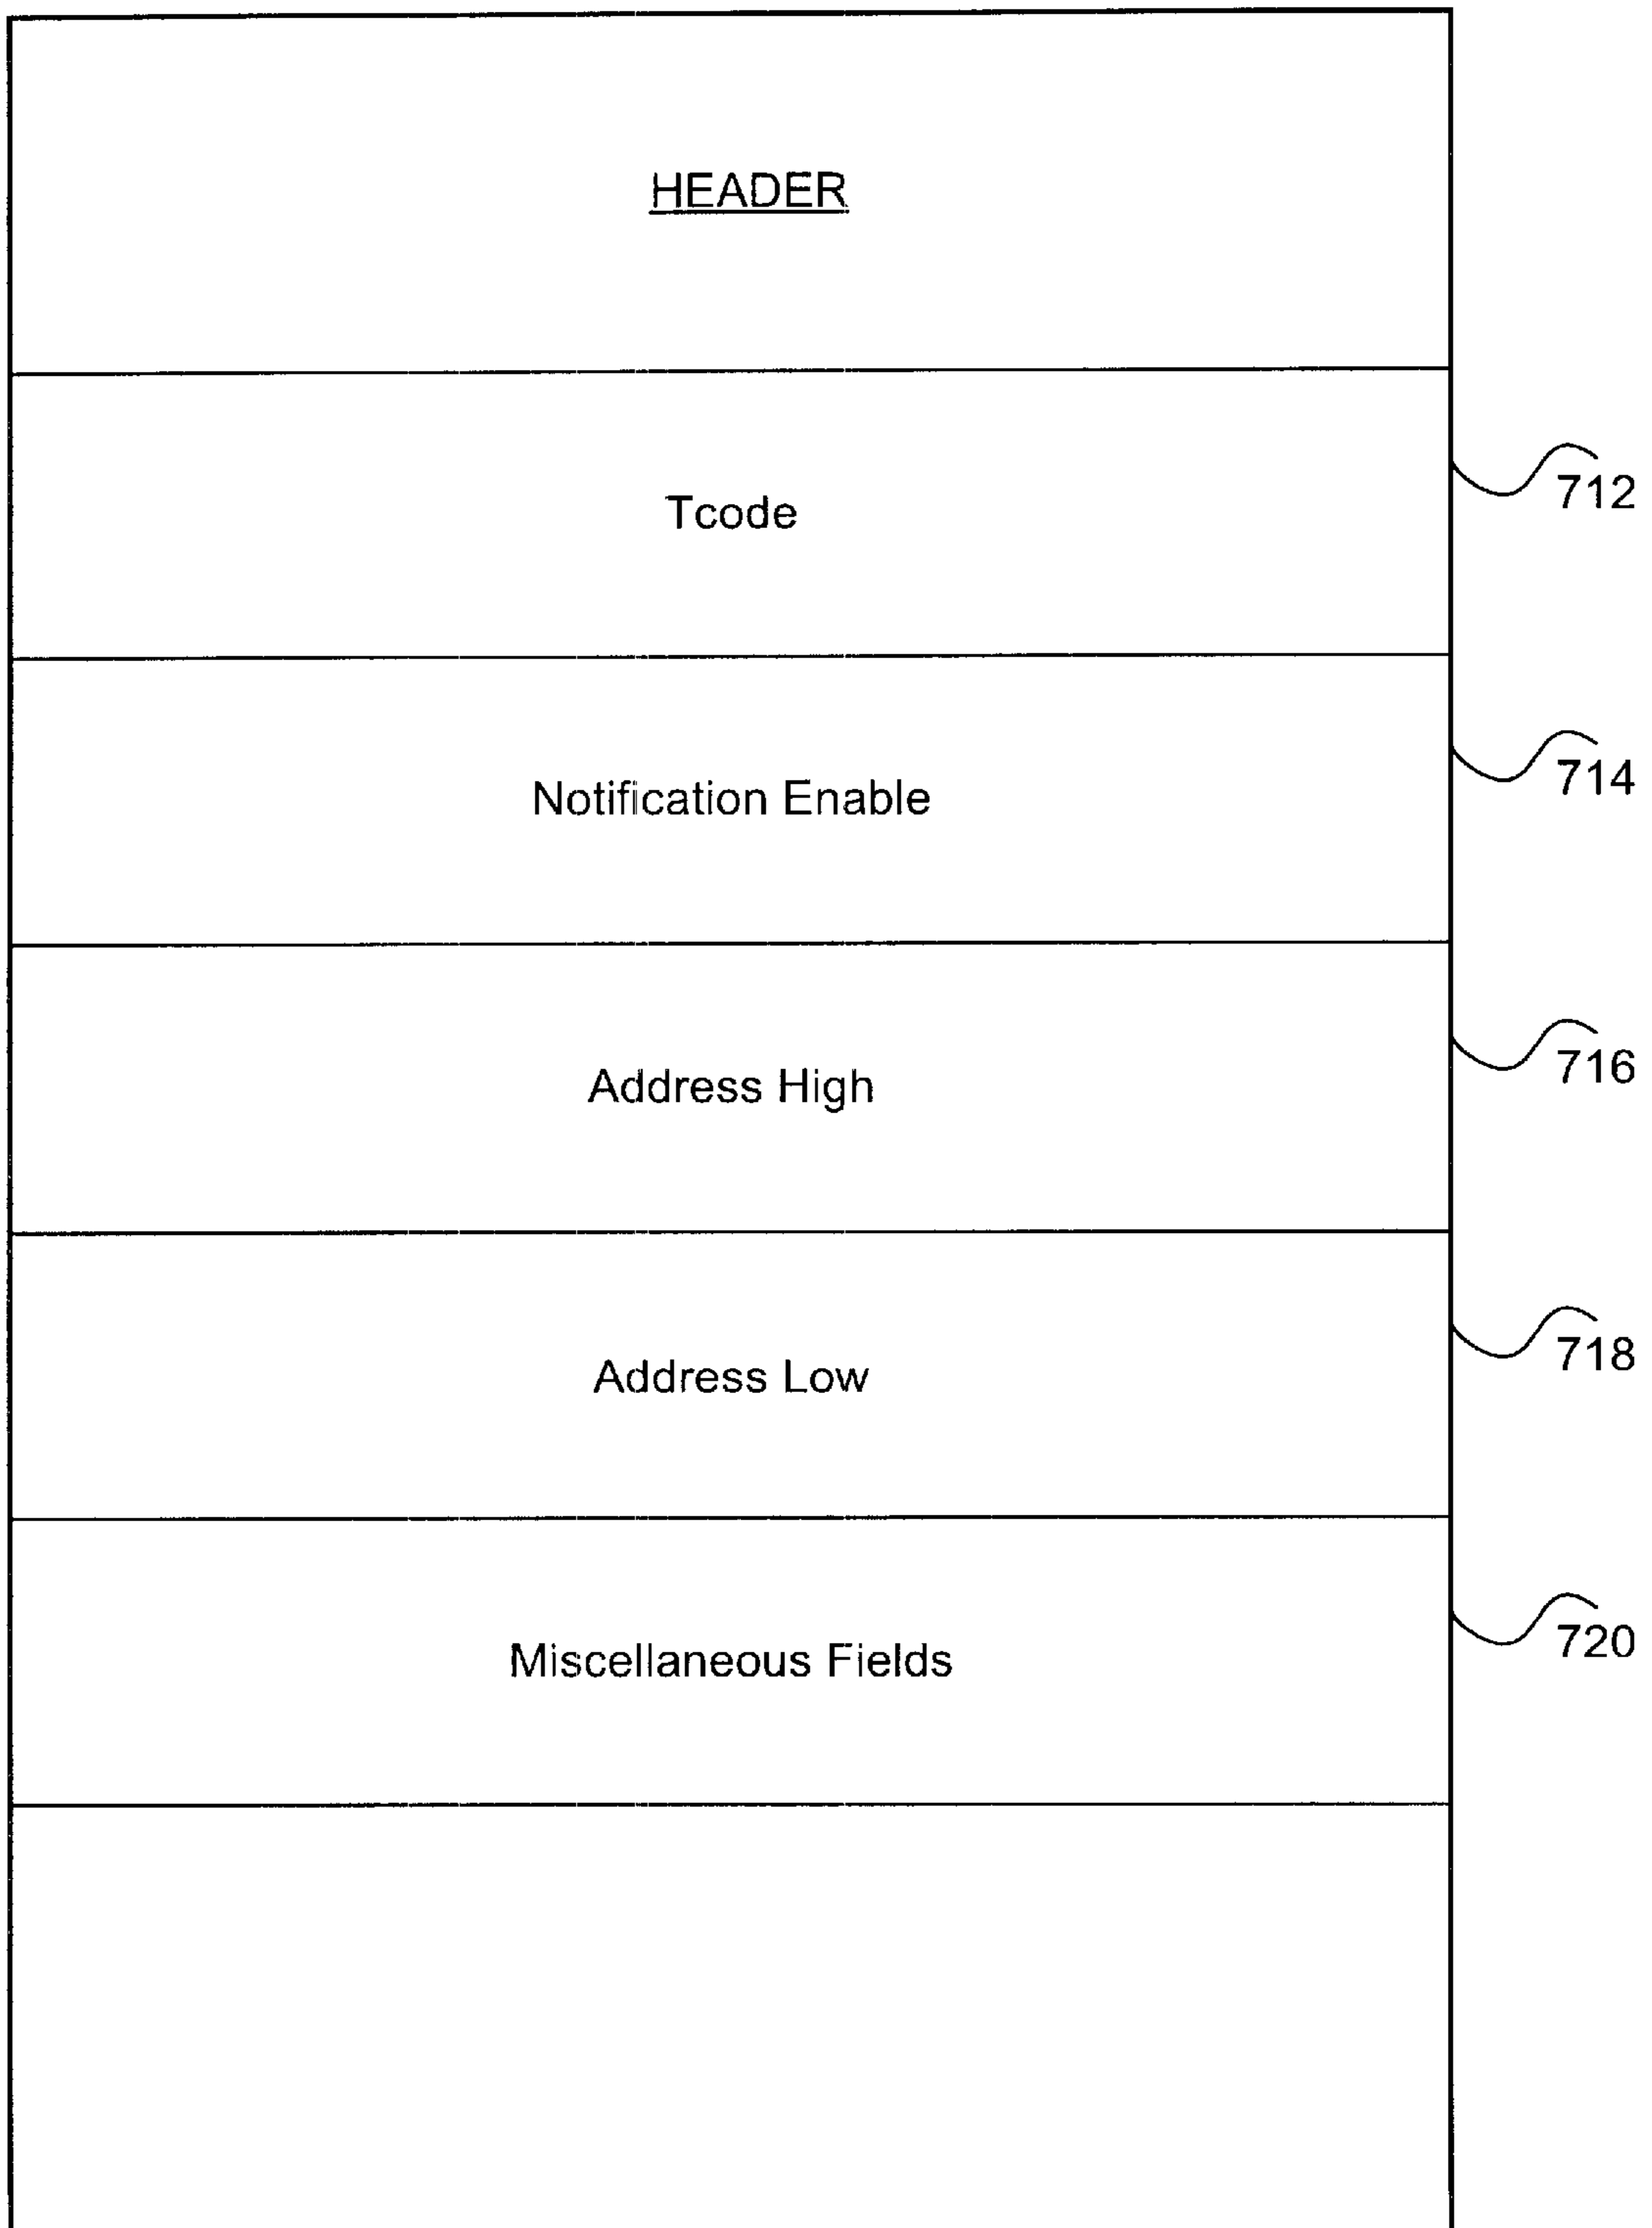 HEADER
Tcode
712
Notification Enable
714
Address High
716
Address Low
718
Miscellaneous Fields
720